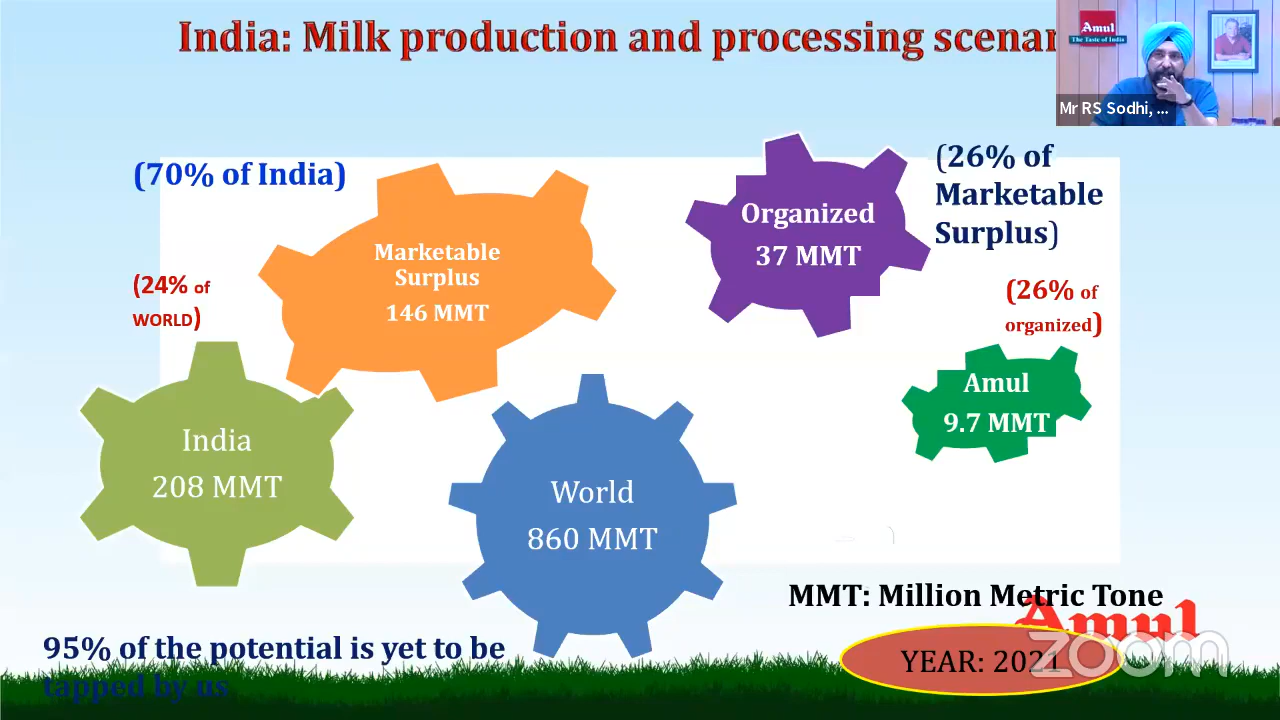 India: Milk production and processing scenar
Amul
The Taste of India
Mr RS Sodhi, ...
(70% of India)
Marketable
Surplus
146 MMT
Organized
37 MMT
(26% of
Marketable
Surplus)
(24% of
WORLD)
(26% of
organized)
Amul
9.7 MMT
India
208 MMT
World
860 MMT
MMT: Million Metric Tone
Amul
95% of the potential is yet to be
tapped by us
YEAR: 2021
zoom